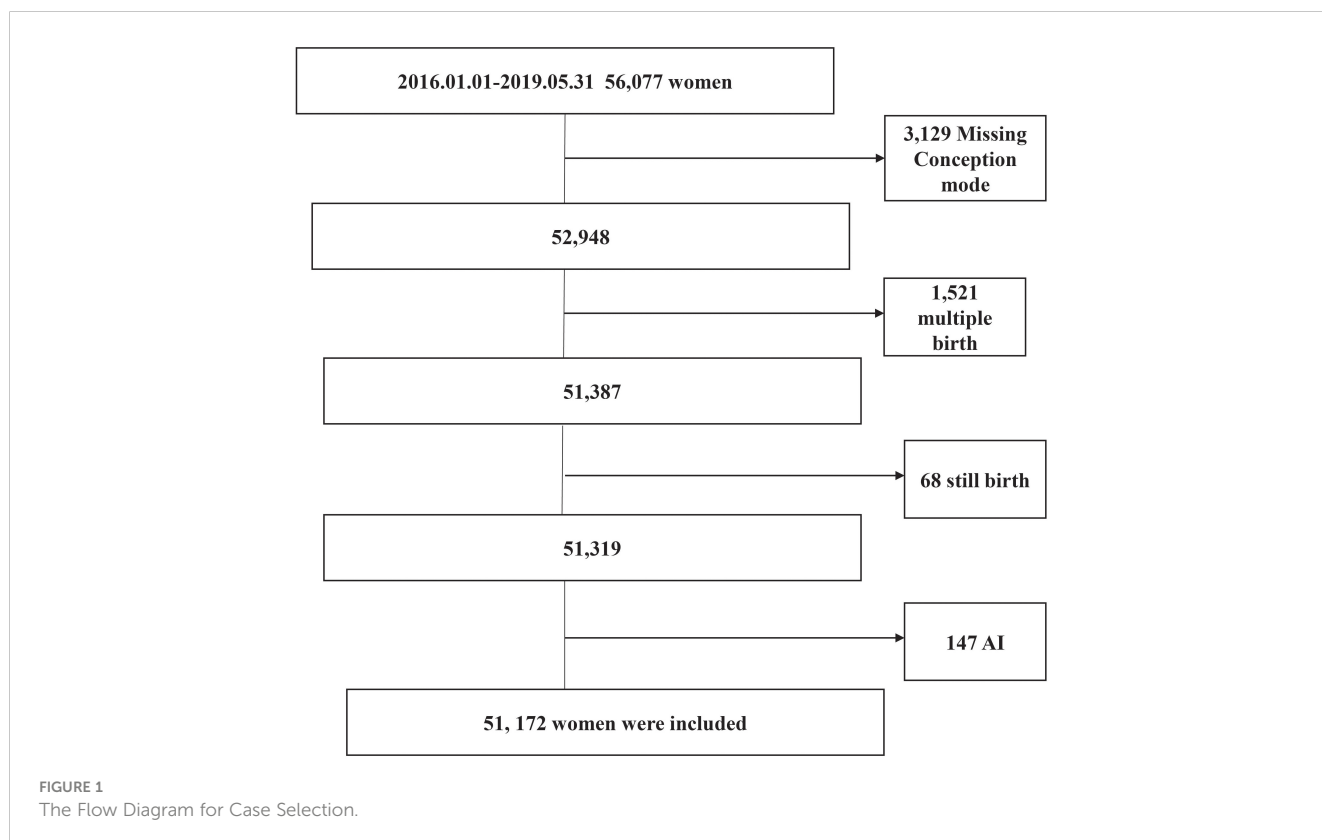 2016.01.01-2019.05.31 56,077 women
3,129 Missing
Conception
mode
52,948
1,521
multiple
birth
51,387
68 still birth
51,319
147 AI
51, 172 women were included
FIGURE 1
The Flow Diagram for Case Selection.